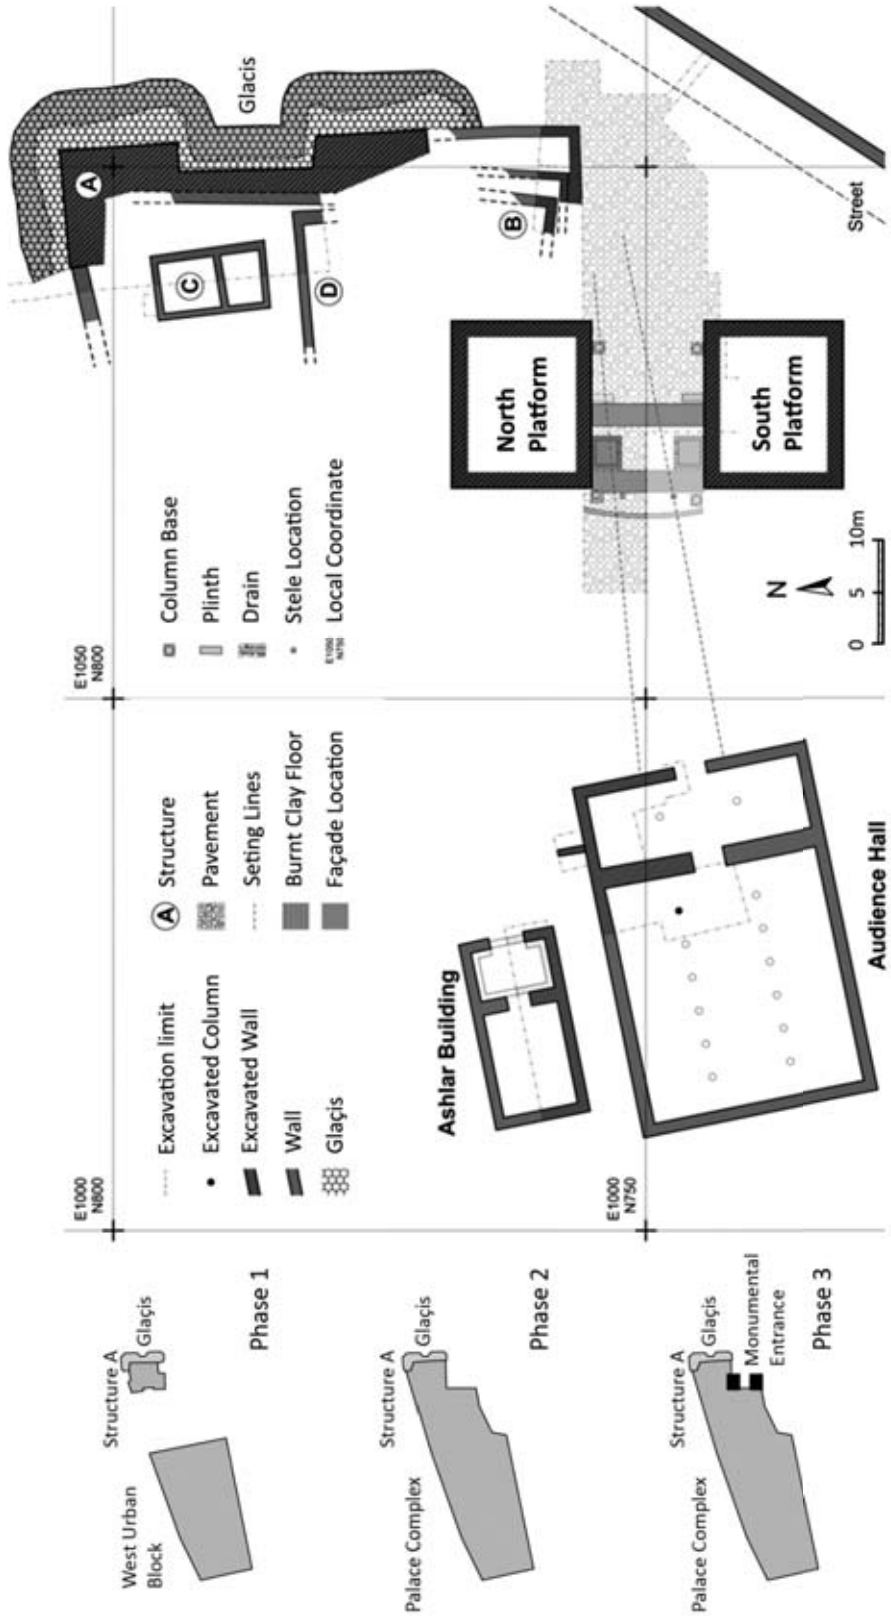 Structure A
West Urban
Block
Glaçis
Phase 1
Structure A
Palace Complex
Glaçis
Phase 2
Structure A
Palace Complex
Glaçis
Monumental
Entrance
Phase 3
E1000
N800
E1050
N800
E1000
N750
Excavation limit
Excavated Column
Excavated Wall
Wall
Glaçis
A Structure
Pavement
Seting Lines
Burnt Clay Floor
Façade Location
Column Base
Plinth
Drain
Stele Location
E1050
N750
Local Coordinate
A
Glacis
C
D
B
Ashlar Building
Audience Hall
North
Platform
South
Platform
Street
N
0 5 10m